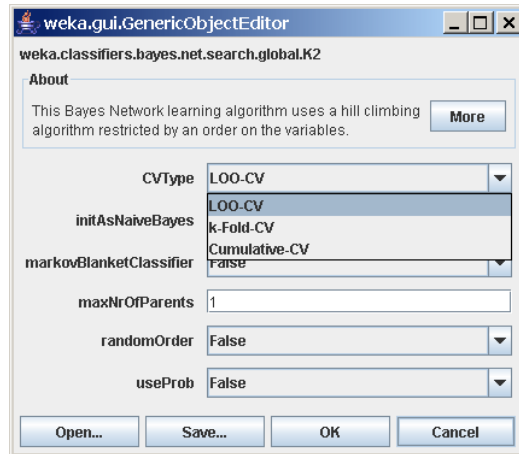 weka.gui.GenericObjectEditor
weka.classifiers.bayes.net.search.global.K2
About
This Bayes Network learning algorithm uses a hill climbing
algorithm restricted by an order on the variables.
More
CVType LOO-CV
LOO-CV
initAsNaiveBayes k-Fold-CV
Cumulative-CV
markovBlanketClassifier False
maxNrOfParents 1
randomOrder False
useProb False
Open... Save... OK Cancel